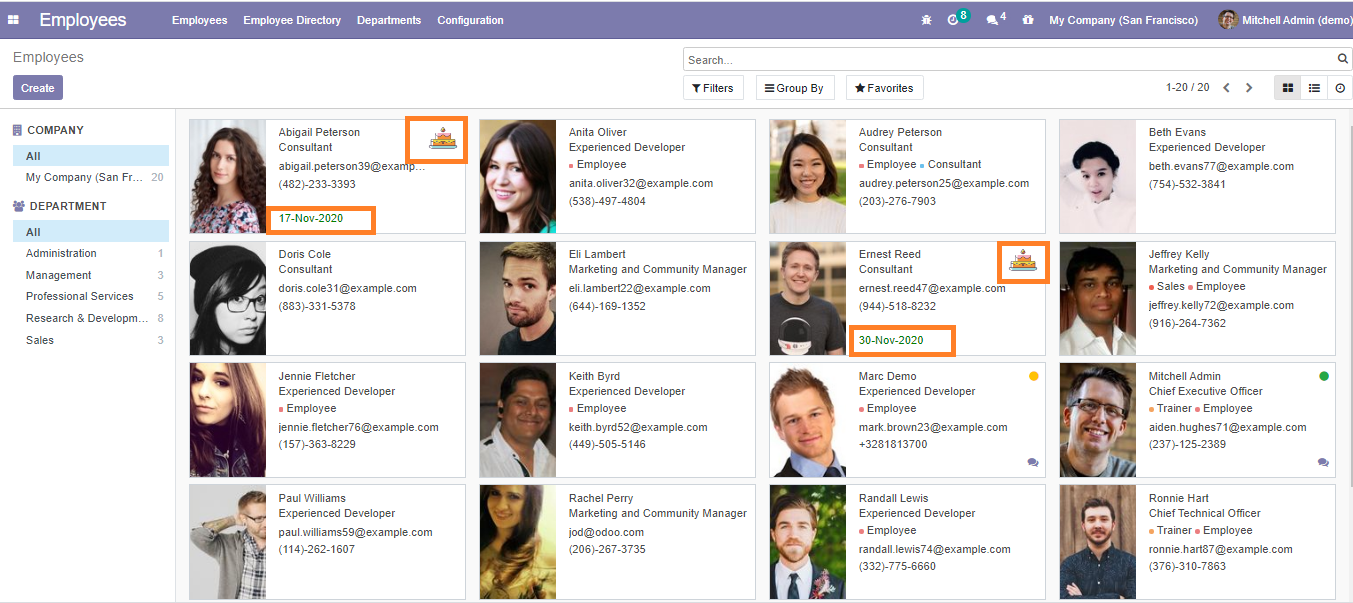 Employees Employees Employee Directory Departments Configuration 8 4 My Company (San Francisco) Mitchell Admin (demo)
Employees
Search...
Create
Filters Group By Favorites 1-20 / 20
COMPANY
All
My Company (San Fr... 20
DEPARTMENT
All
Administration 1
Management 3
Professional Services 5
Research & Developm... 8
Sales 3
Abigail Peterson
Consultant
abigail.peterson39@examp...
(482)-233-3393
17-Nov-2020
Anita Oliver
Experienced Developer
Employee
anita.oliver32@example.com
(538)-497-4804
Audrey Peterson
Consultant
Employee Consultant
audrey.peterson25@example.com
(203)-276-7903
Beth Evans
Experienced Developer
beth.evans77@example.com
(754)-532-3841
Doris Cole
Consultant
doris.cole31@example.com
(883)-331-5378
Eli Lambert
Marketing and Community Manager
eli.lambert22@example.com
(644)-169-1352
Ernest Reed
Consultant
ernest.reed47@example.com
(944)-518-8232
30-Nov-2020
Jeffrey Kelly
Marketing and Community Manager
Sales Employee
jeffrey.kelly72@example.com
(916)-264-7362
Jennie Fletcher
Experienced Developer
Employee
jennie.fletcher76@example.com
(157)-363-8229
Keith Byrd
Experienced Developer
Employee
keith.byrd52@example.com
(449)-505-5146
Marc Demo
Experienced Developer
Employee
mark.brown23@example.com
+3281813700
Mitchell Admin
Chief Executive Officer
Trainer Employee
aiden.hughes71@example.com
(237)-125-2389
Paul Williams
Experienced Developer
paul.williams59@example.com
(114)-262-1607
Rachel Perry
Marketing and Community Manager
jod@odoo.com
(206)-267-3735
Randall Lewis
Experienced Developer
Employee
randall.lewis74@example.com
(332)-775-6660
Ronnie Hart
Chief Technical Officer
Trainer Employee
ronnie.hart87@example.com
(376)-310-7863